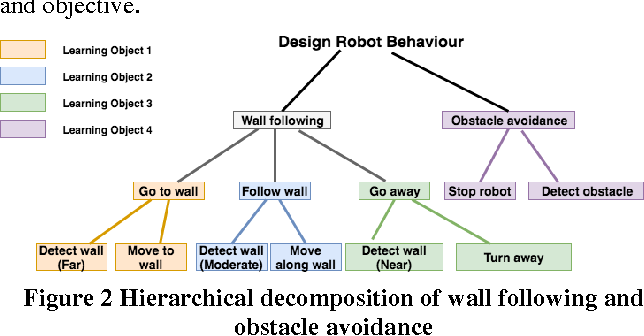 and objective.
Learning Object 1
Learning Object 2
Learning Object 3
Learning Object 4
Design Robot Behaviour
Wall following
Obstacle avoidance
Go to wall
Follow wall
Go away
Stop robot
Detect obstacle
Detect wall
(Far)
Move to
wall
Detect wall
(Moderate)
Move
along wall
Detect wall
(Near)
Turn away
Figure 2 Hierarchical decomposition of wall following and
obstacle avoidance